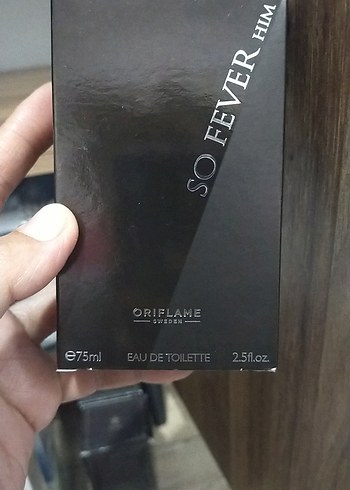 SO FEVER HIM
ORIFLAME
SWEDEN
℮75ml EAU DE TOILETTE 2.5fl.oz.